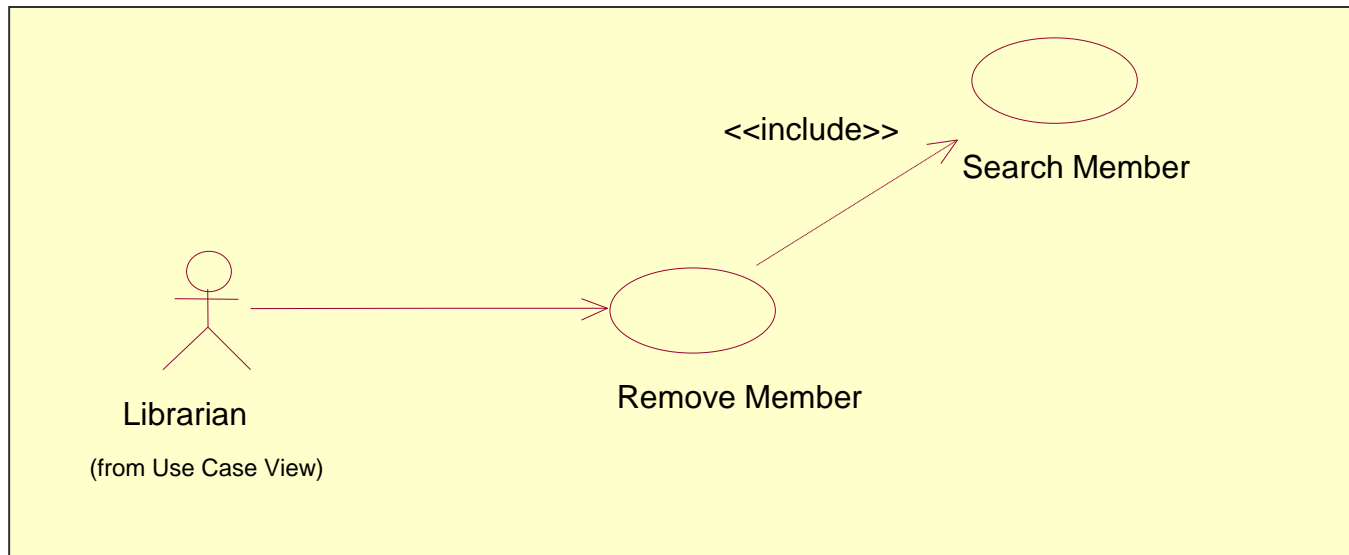 <<include>>
Search Member
Remove Member
Librarian
(from Use Case View)